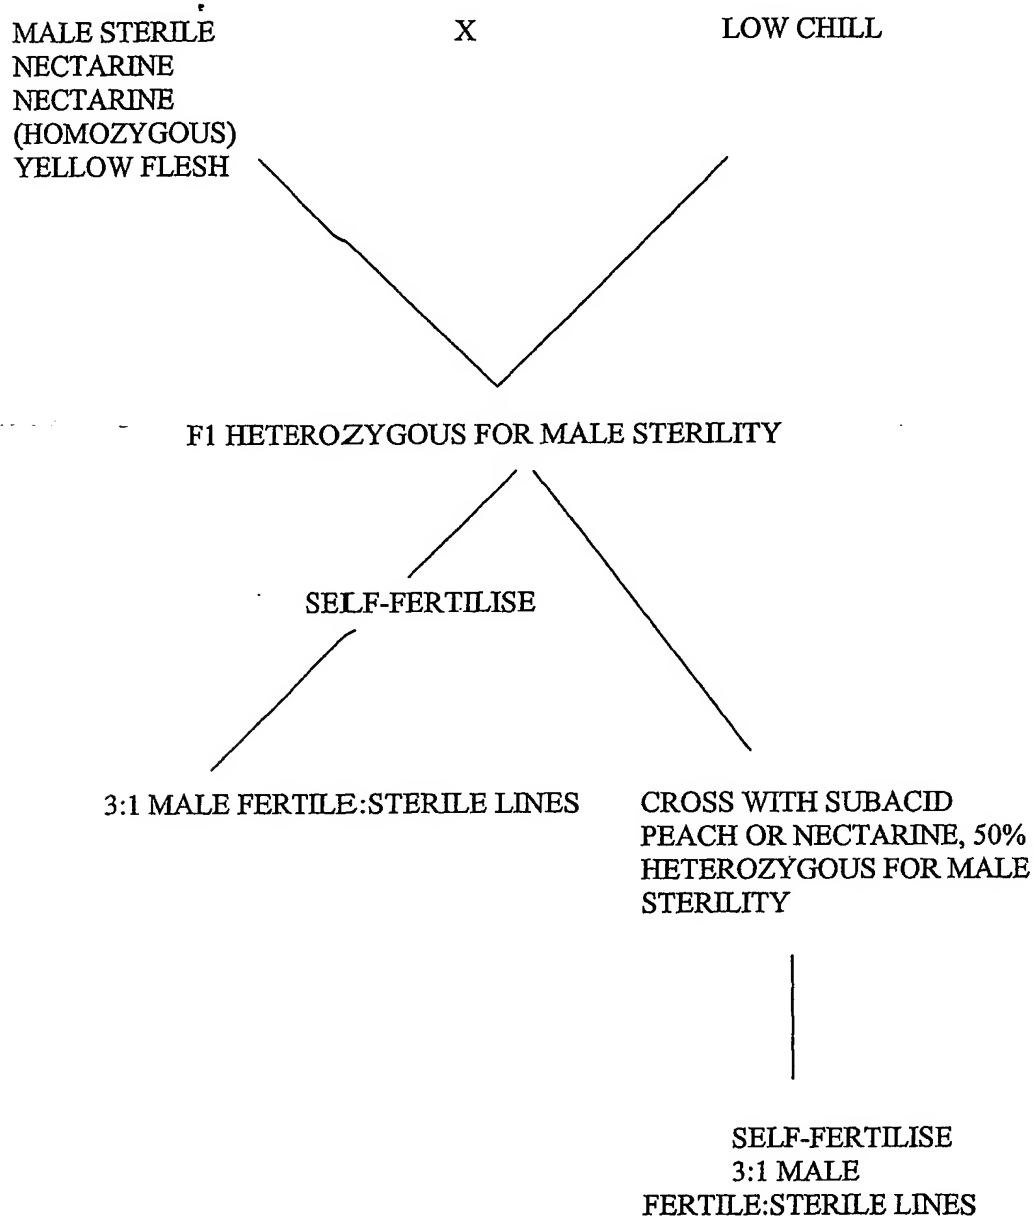 MALE STERILE
NECTARINE
NECTARINE
(HOMOZYGOUS)
YELLOW FLESH
X
LOW CHILL
F1 HETEROZYGOUS FOR MALE STERILITY
SELF-FERTILISE
3:1 MALE FERTILE:STERILE LINES
CROSS WITH SUBACID
PEACH OR NECTARINE, 50%
HETEROZYGOUS FOR MALE
STERILITY
SELF-FERTILISE
3:1 MALE
FERTILE:STERILE LINES